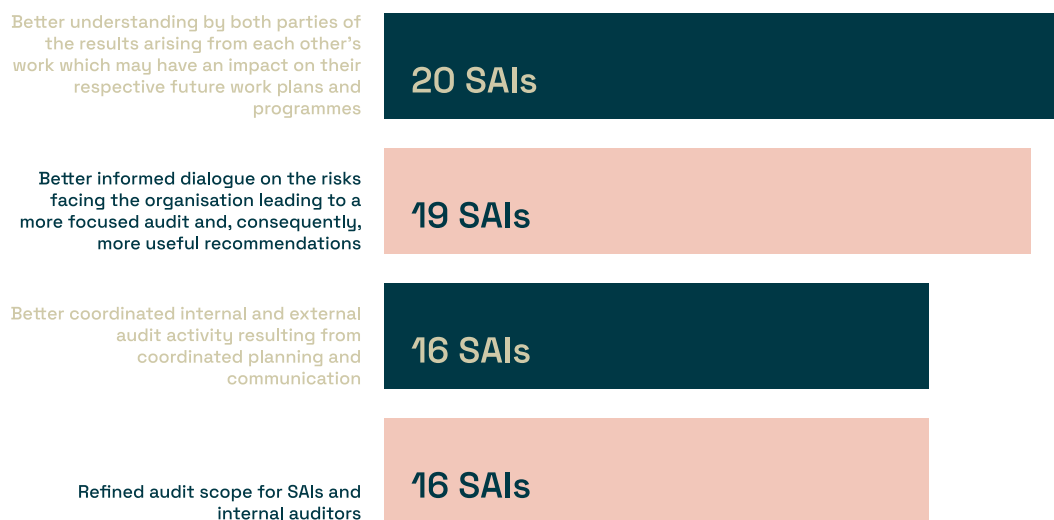 Better understanding by both parties of
the results arising from each other's
work which may have an impact on their
respective future work plans and
programmes
20 SAIs
Better informed dialogue on the risks
facing the organisation leading to a
more focused audit and, consequently,
more useful recommendations
19 SAIs
Better coordinated internal and external
audit activity resulting from
coordinated planning and
communication
16 SAIs
Refined audit scope for SAIs and
internal auditors
16 SAIs